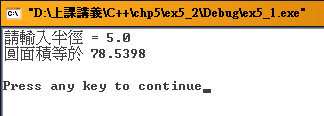 "D:\上課講義\C++\chp5\ex5_2\Debug\ex5_1.exe"
請輸入半徑 = 5.0
圓面積等於 78.5398
Press any key to continue